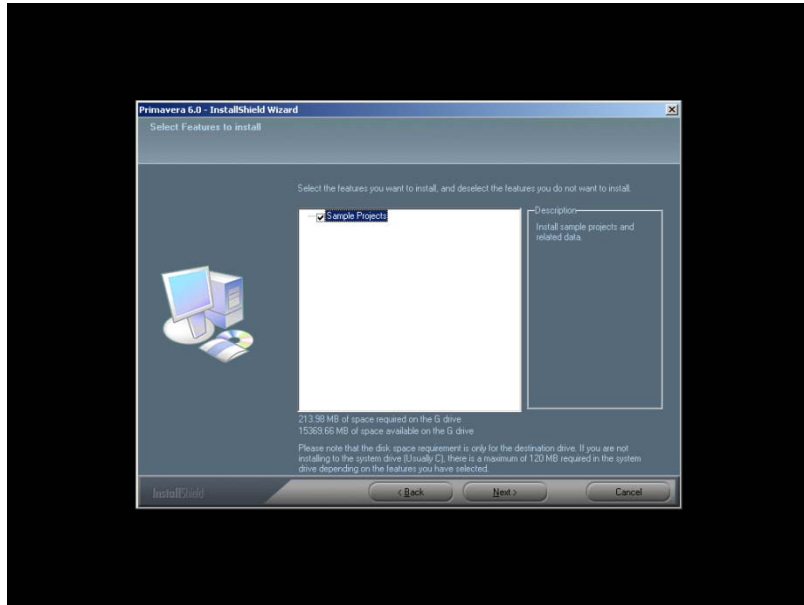 Primavera 6.0 - InstallShield Wizard
Select Features to install
Select the features you want to install, and deselect the features you do not want to install.
Sample Projects
Description
Install sample projects and
related data.
213.98 MB of space required on the G drive
15369.66 MB of space available on the G drive
Please note that the disk space requirement is only for the destination drive. If you are not
installing to the system drive (Usually C), there is a maximum of 120 MB required in the system
drive depending on the features you have selected.
InstallShield
< Back
Next >
Cancel